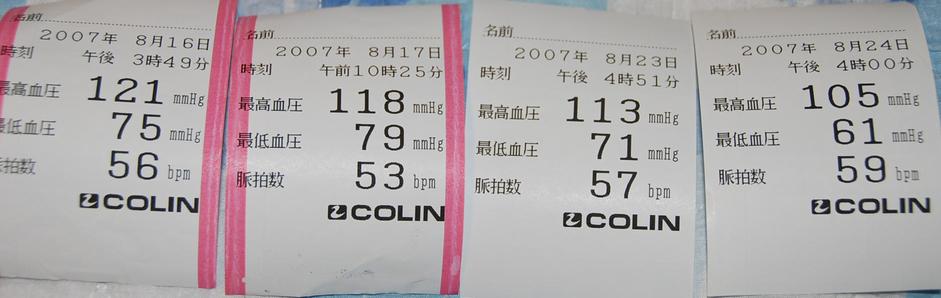 名前
2007年 8月16日
時刻 午後 3時49分
最高血圧 121 mmHg
最低血圧 75 mmHg
脈拍数 56 bpm
COLIN
名前
2007年 8月17日
時刻 午前10時25分
最高血圧 118 mmHg
最低血圧 79 mmHg
脈拍数 53 bpm
COLIN
名前
2007年 8月23日
時刻 午後 4時51分
最高血圧 113 mmHg
最低血圧 71 mmHg
脈拍数 57 bpm
COLIN
名前
2007年 8月24日
時刻 午後 4時00分
最高血圧 105 mmHg
最低血圧 61 mmHg
脈拍数 59 bpm
COLIN